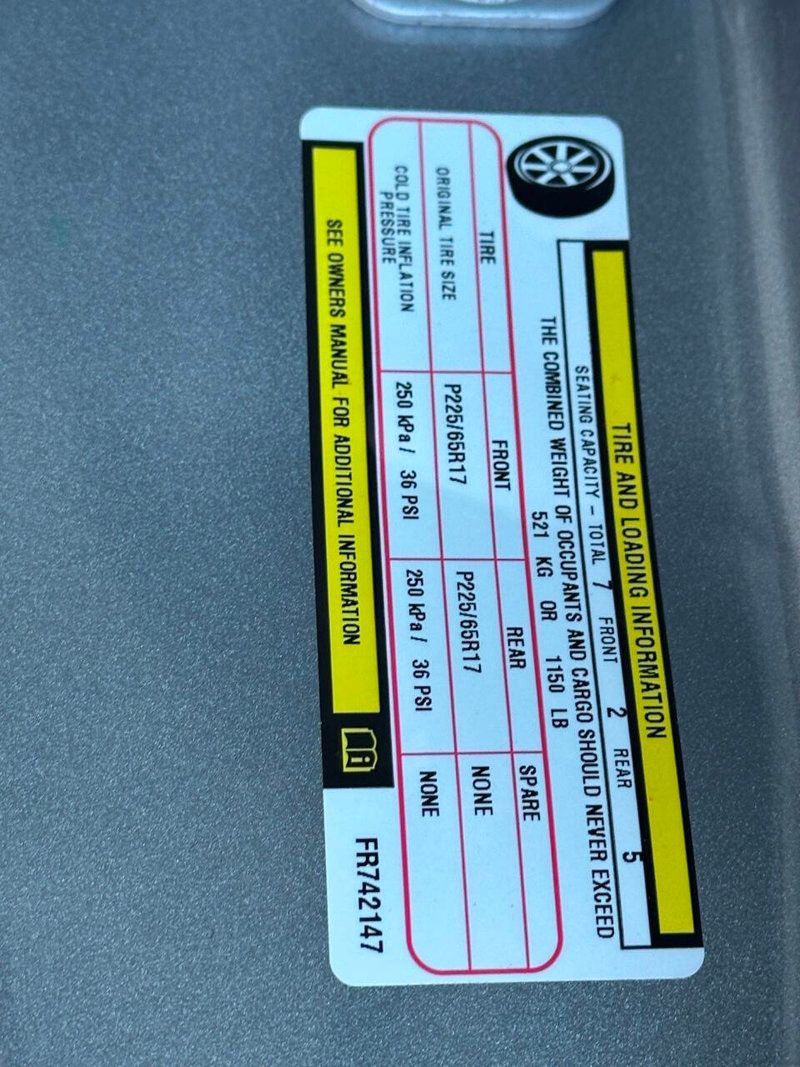 TIRE AND LOADING INFORMATION
SEATING CAPACITY – TOTAL 7 FRONT 2 REAR 5
THE COMBINED WEIGHT OF OCCUPANTS AND CARGO SHOULD NEVER EXCEED
521 KG OR 1150 LB
TIRE FRONT REAR SPARE
ORIGINAL TIRE SIZE P225/65R17 P225/65R17 NONE
COLD TIRE INFLATION PRESSURE 250 kPa / 36 PSI 250 kPa / 36 PSI NONE
SEE OWNERS MANUAL FOR ADDITIONAL INFORMATION
FR742147